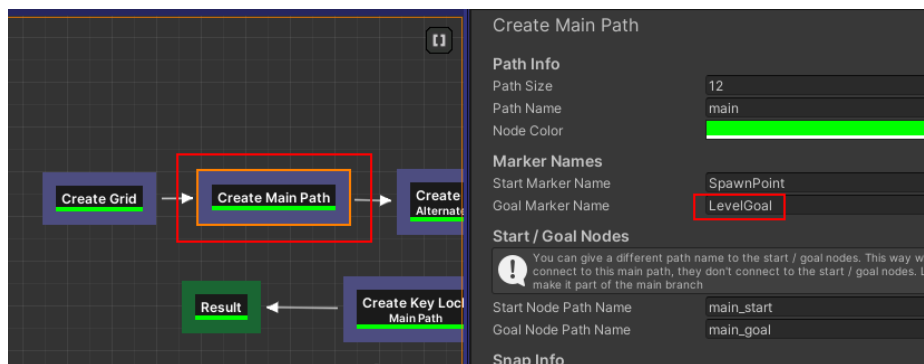 Create Grid
Create Main Path
Create
Alternate
Result
Create Key Loc
Main Path
Create Main Path
Path Info
Path Size 12
Path Name main
Node Color
Marker Names
Start Marker Name SpawnPoint
Goal Marker Name LevelGoal
Start / Goal Nodes
You can give a different path name to the start / goal nodes. This way w
connect to this main path, they don't connect to the start / goal nodes. L
make it part of the main branch
Start Node Path Name main_start
Goal Node Path Name main_goal
Snap Info